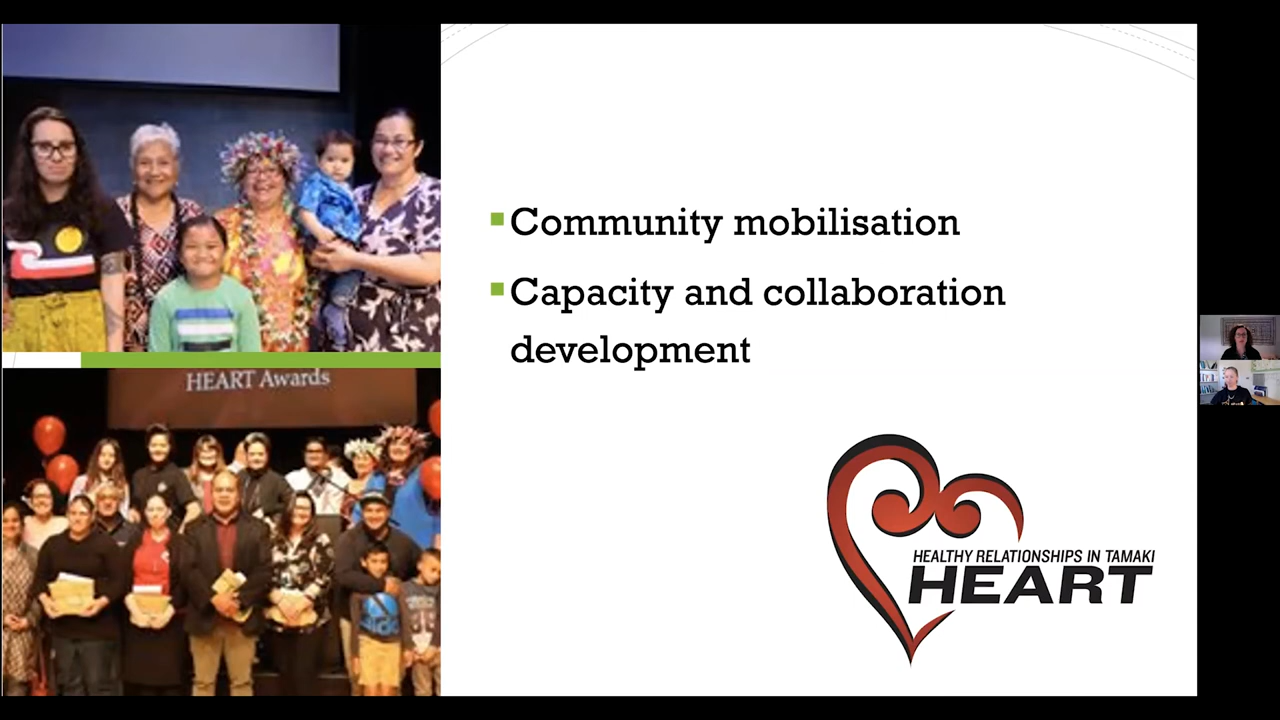 HEART Awards
Community mobilisation
Capacity and collaboration
development
HEALTHY RELATIONSHIPS IN TAMAKI
HEART